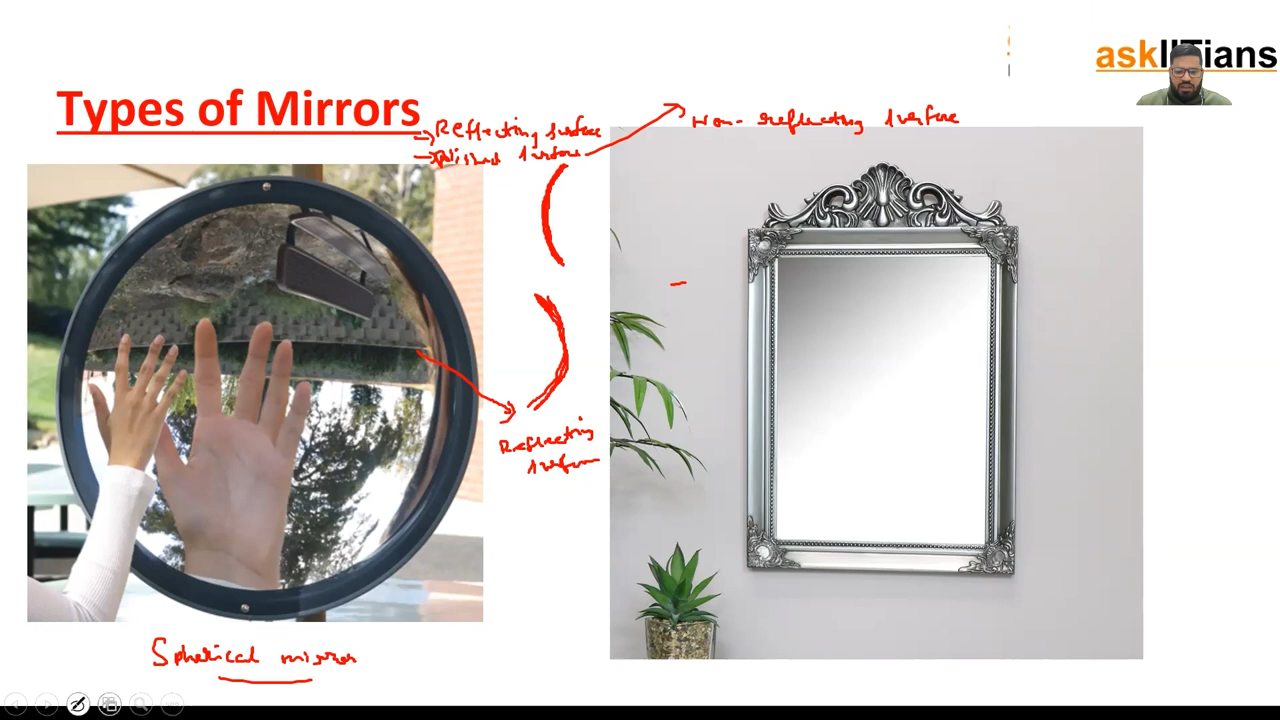 askIITians
Types of Mirrors
→ Reflecting surface
→ Polished surface
Non-reflecting surface
Reflecting
surface
Spherical mirror